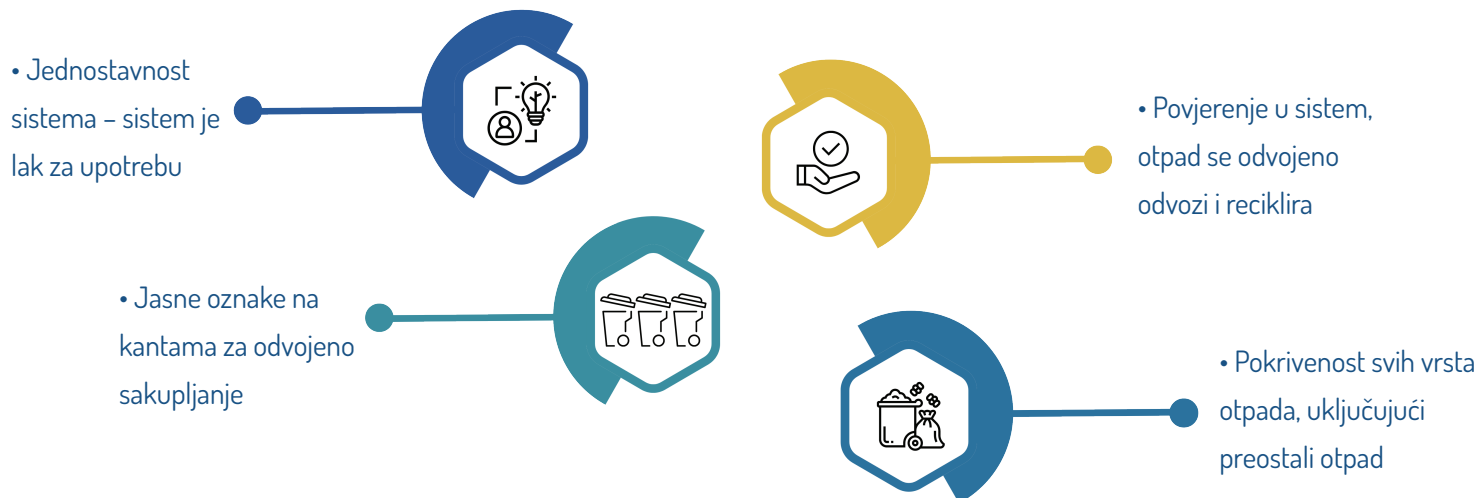 • Jednostavnost
sistema – sistem je
lak za upotrebu
• Povjerenje u sistem,
otpad se odvojeno
odvozi i reciklira
• Jasne oznake na
kantama za odvojeno
sakupljanje
• Pokrivenost svih vrsta
otpada, uključujući
preostali otpad